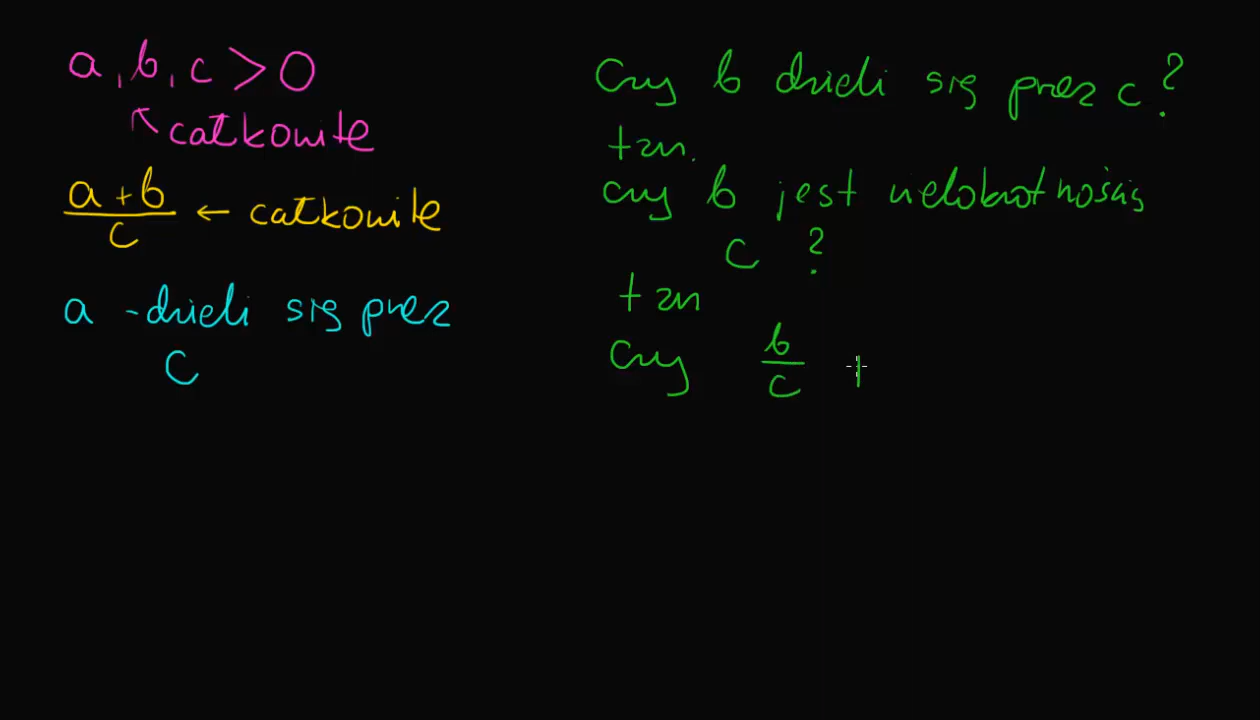 a, b, c > 0
↖ całkowite
a + b
c
← całkowite
a - dzieli się przez
c
Czy b dzieli się przez c?
tzn.
czy b jest wielokrotnością
c ?
tzn
czy b/c